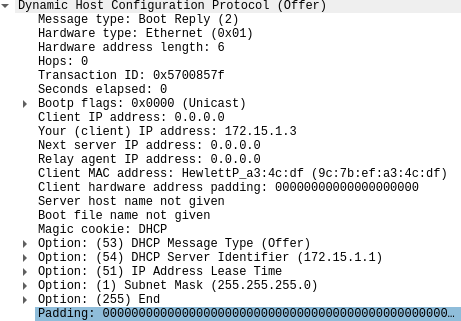 Dynamic Host Configuration Protocol (Offer)
Message type: Boot Reply (2)
Hardware type: Ethernet (0x01)
Hardware address length: 6
Hops: 0
Transaction ID: 0x5700857f
Seconds elapsed: 0
Bootp flags: 0x0000 (Unicast)
Client IP address: 0.0.0.0
Your (client) IP address: 172.15.1.3
Next server IP address: 0.0.0.0
Relay agent IP address: 0.0.0.0
Client MAC address: HewlettP_a3:4c:df (9c:7b:ef:a3:4c:df)
Client hardware address padding: 00000000000000000000
Server host name not given
Boot file name not given
Magic cookie: DHCP
Option: (53) DHCP Message Type (Offer)
Option: (54) DHCP Server Identifier (172.15.1.1)
Option: (51) IP Address Lease Time
Option: (1) Subnet Mask (255.255.255.0)
Option: (255) End
Padding: 000000000000000000000000000000000000000000000000…